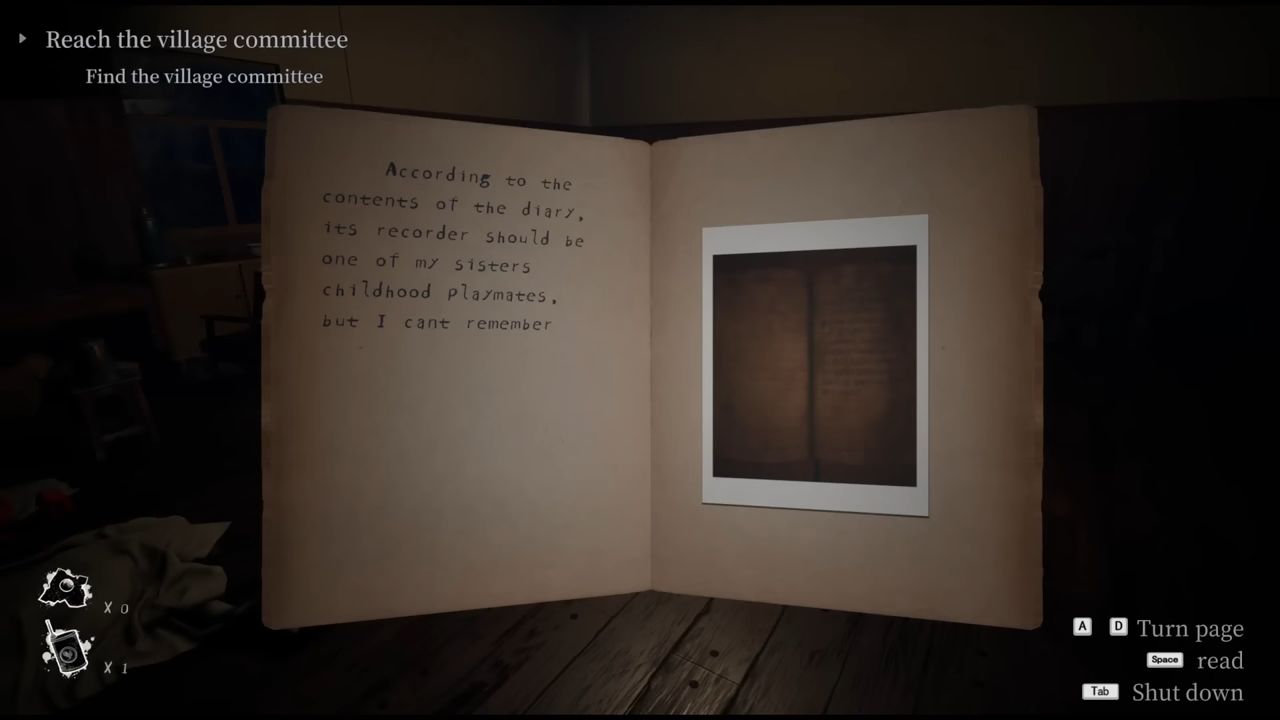 Reach the village committee
Find the village committee
According to the
contents of the diary,
its recorder should be
one of my sisters
childhood playmates,
but I cant remember
X 0
X 1
A D Turn page
Space read
Tab Shut down